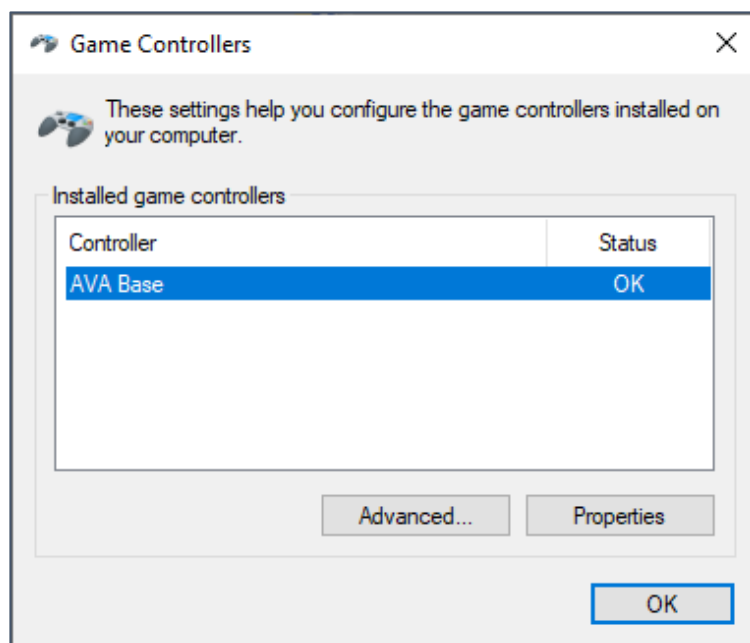 Game Controllers
These settings help you configure the game controllers installed on
your computer.
Installed game controllers
Controller Status
AVA Base OK
Advanced... Properties
OK